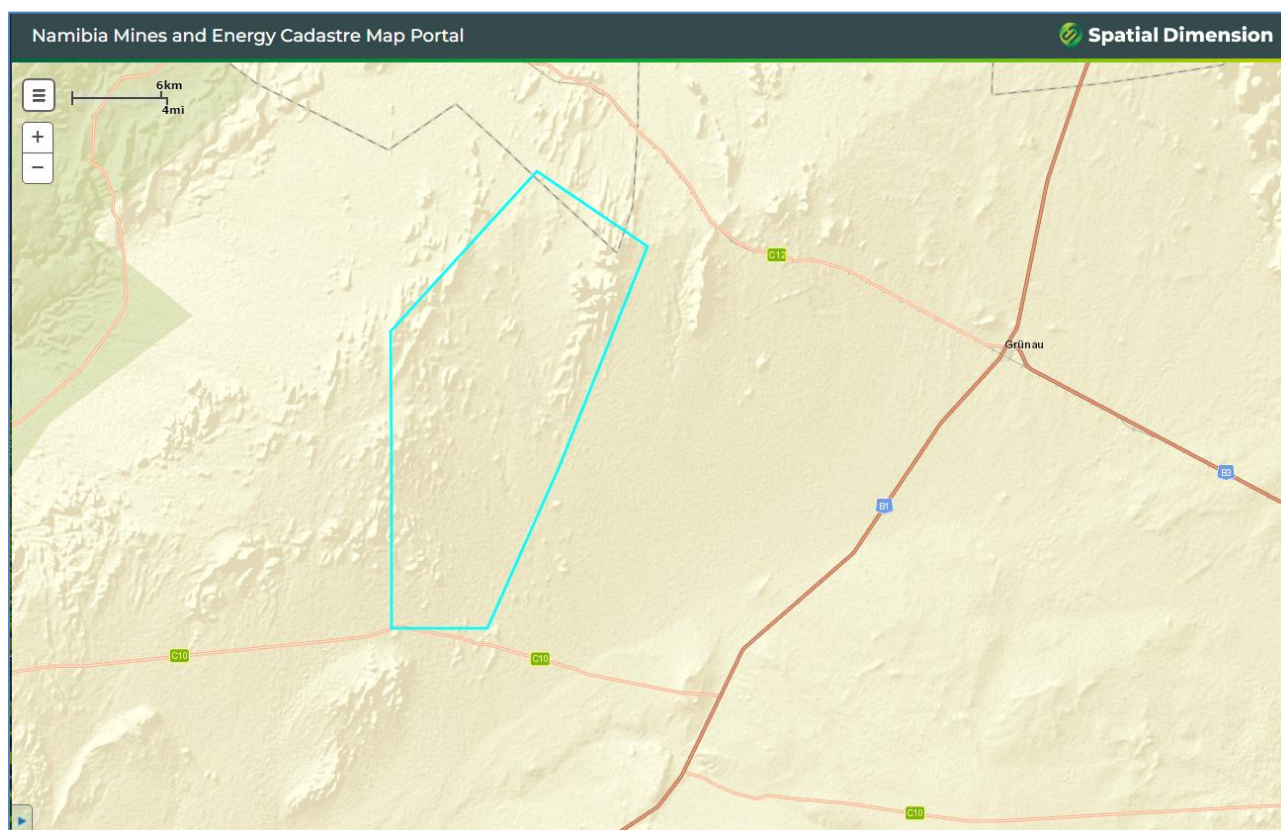 Namibia Mines and Energy Cadastre Map Portal
Spatial Dimension
6km
4mi
+
−
C12
Grünau
B3
B1
C10
C10
C10